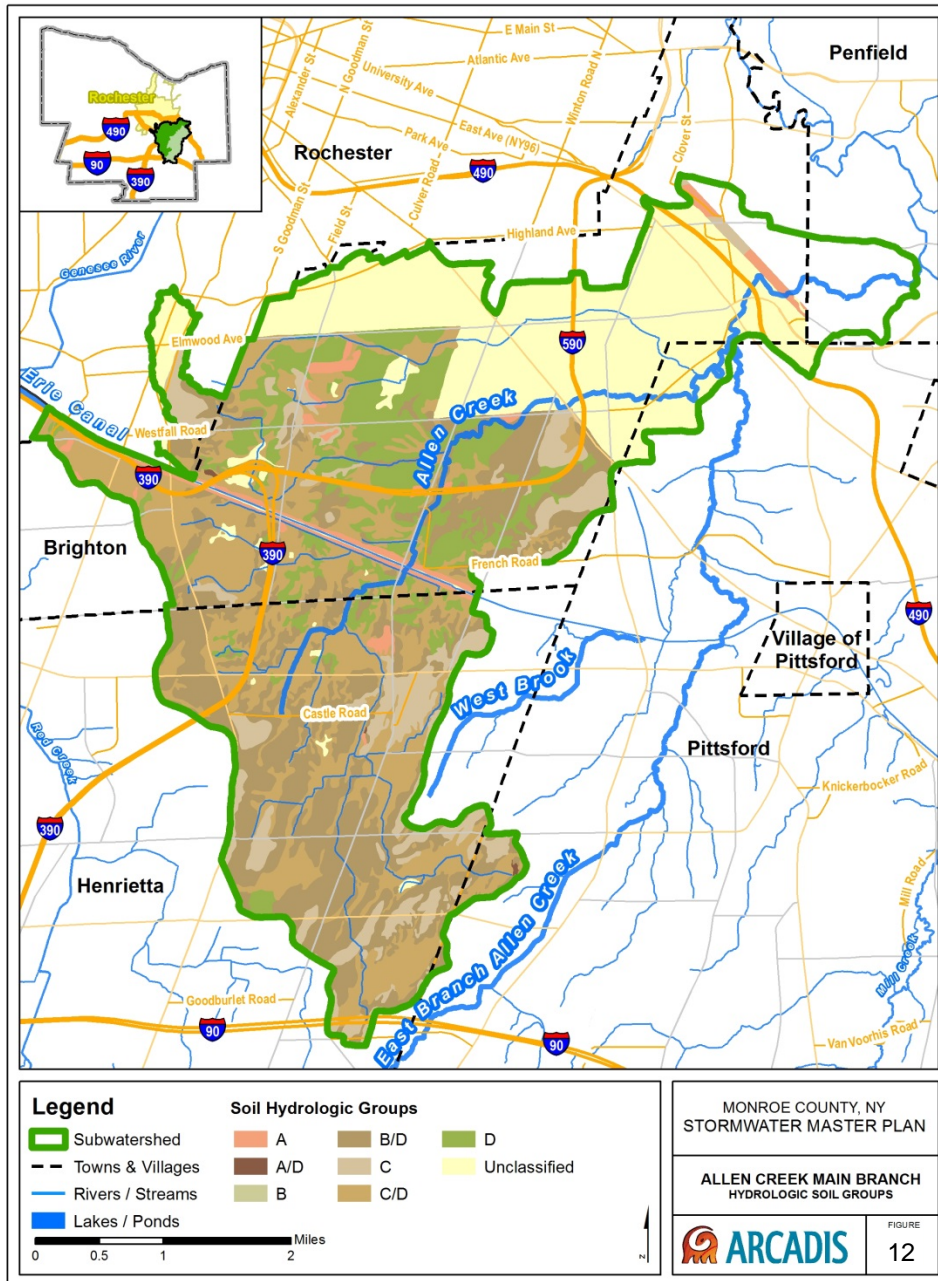 Rochester
490
90
390
E Main St
Penfield
Atlantic Ave
Alexander St
N Goodman St
University Ave
Winton Road N
Clover St
East Ave (NY96)
Park Ave
Rochester
490
Culver Road
S Goodman St
Field St
Highland Ave
Genesee River
Elmwood Ave
590
Erie Canal
Allen Creek
Westfall Road
390
Brighton
390
French Road
490
Village of
Pittsford
West Brook
Castle Road
Red Creek
Pittsford
Knickerbocker Road
390
Henrietta
East Branch Allen Creek
Mill Road
Mill Creek
Goodburlet Road
90
90
Van Voorhis Road
Legend
Subwatershed
Towns & Villages
Rivers / Streams
Lakes / Ponds
Miles
0 0.5 1 2
Soil Hydrologic Groups
A
A/D
B
B/D
C
C/D
D
Unclassified
N
MONROE COUNTY, NY
STORMWATER MASTER PLAN
ALLEN CREEK MAIN BRANCH
HYDROLOGIC SOIL GROUPS
ARCADIS
FIGURE
12